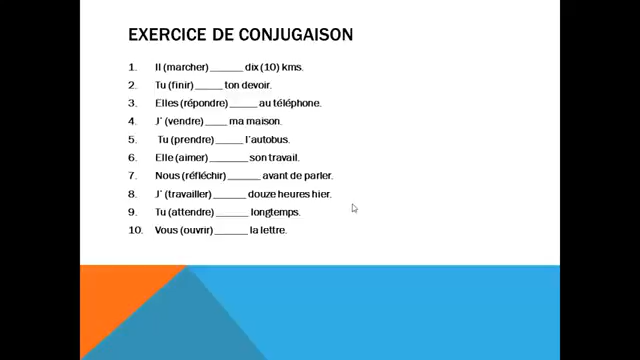 EXERCICE DE CONJUGAISON
1. Il (marcher) ______ dix (10) kms.
2. Tu (finir) _____ ton devoir.
3. Elles (répondre) _____ au téléphone.
4. J' (vendre) ____ ma maison.
5. Tu (prendre) _____ l'autobus.
6. Elle (aimer) _______ son travail.
7. Nous (réfléchir) ______ avant de parler.
8. J' (travailler) ______ douze heures hier.
9. Tu (attendre) ______ longtemps.
10. Vous (ouvrir) ______ la lettre.